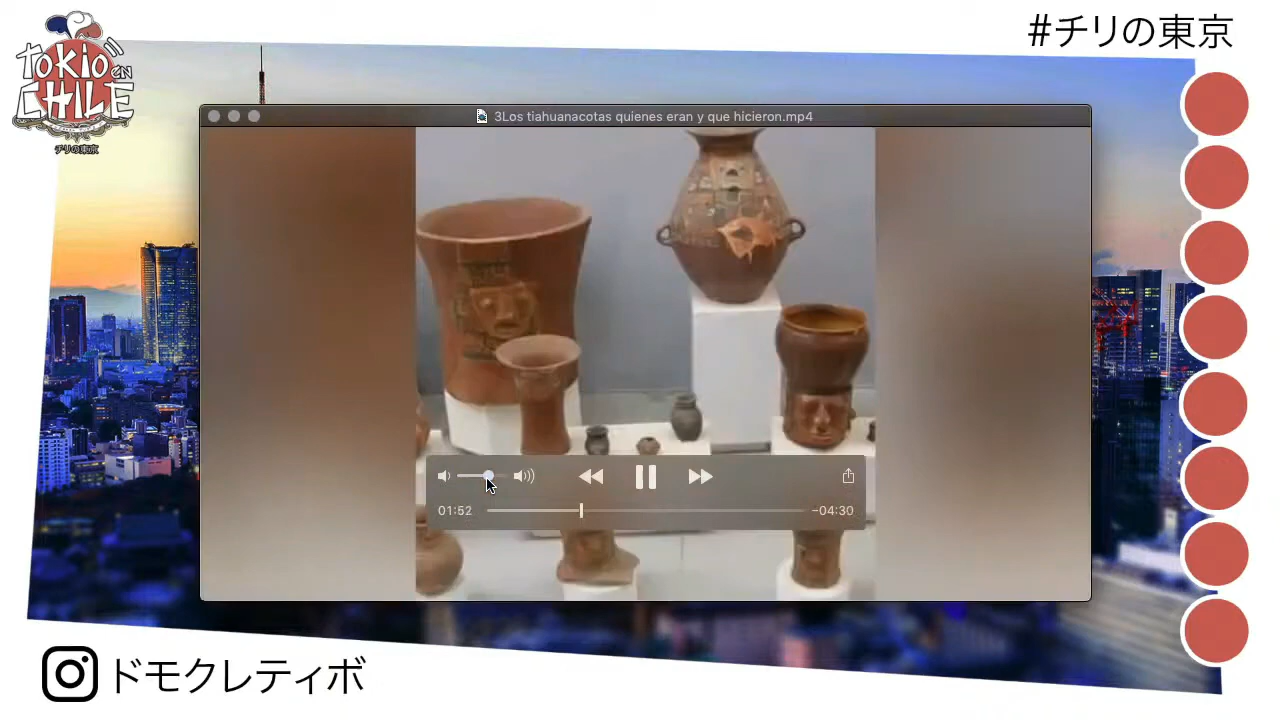 #チリの東京
TOKIO
EN
CHILE
チリの東京
3Los tiahuanacotas quienes eran y que hicieron.mp4
01:52
-04:30
ドモクレティボ